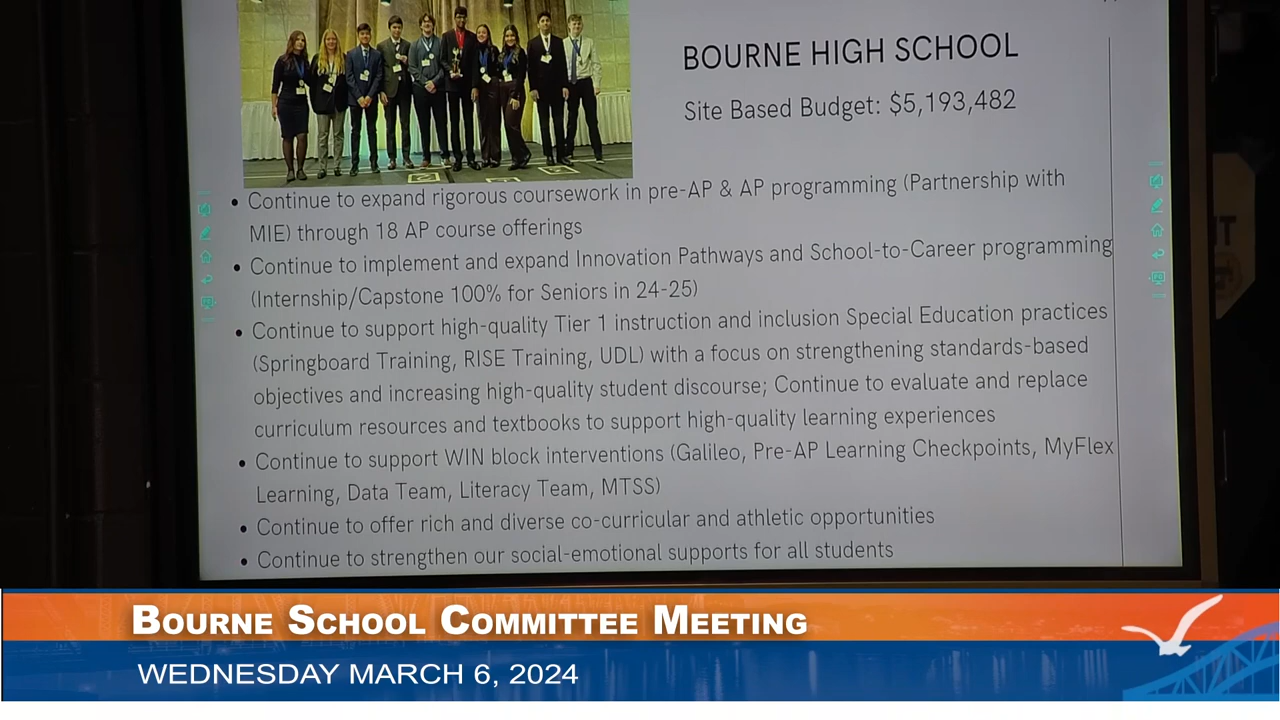 BOURNE HIGH SCHOOL
Site Based Budget: $5,193,482
• Continue to expand rigorous coursework in pre-AP & AP programming (Partnership with
MIE) through 18 AP course offerings
• Continue to implement and expand Innovation Pathways and School-to-Career programming
(Internship/Capstone 100% for Seniors in 24-25)
• Continue to support high-quality Tier 1 instruction and inclusion Special Education practices
(Springboard Training, RISE Training, UDL) with a focus on strengthening standards-based
objectives and increasing high-quality student discourse; Continue to evaluate and replace
curriculum resources and textbooks to support high-quality learning experiences
• Continue to support WIN block interventions (Galileo, Pre-AP Learning Checkpoints, MyFlex
Learning, Data Team, Literacy Team, MTSS)
• Continue to offer rich and diverse co-curricular and athletic opportunities
• Continue to strengthen our social-emotional supports for all students
BOURNE SCHOOL COMMITTEE MEETING
WEDNESDAY MARCH 6, 2024